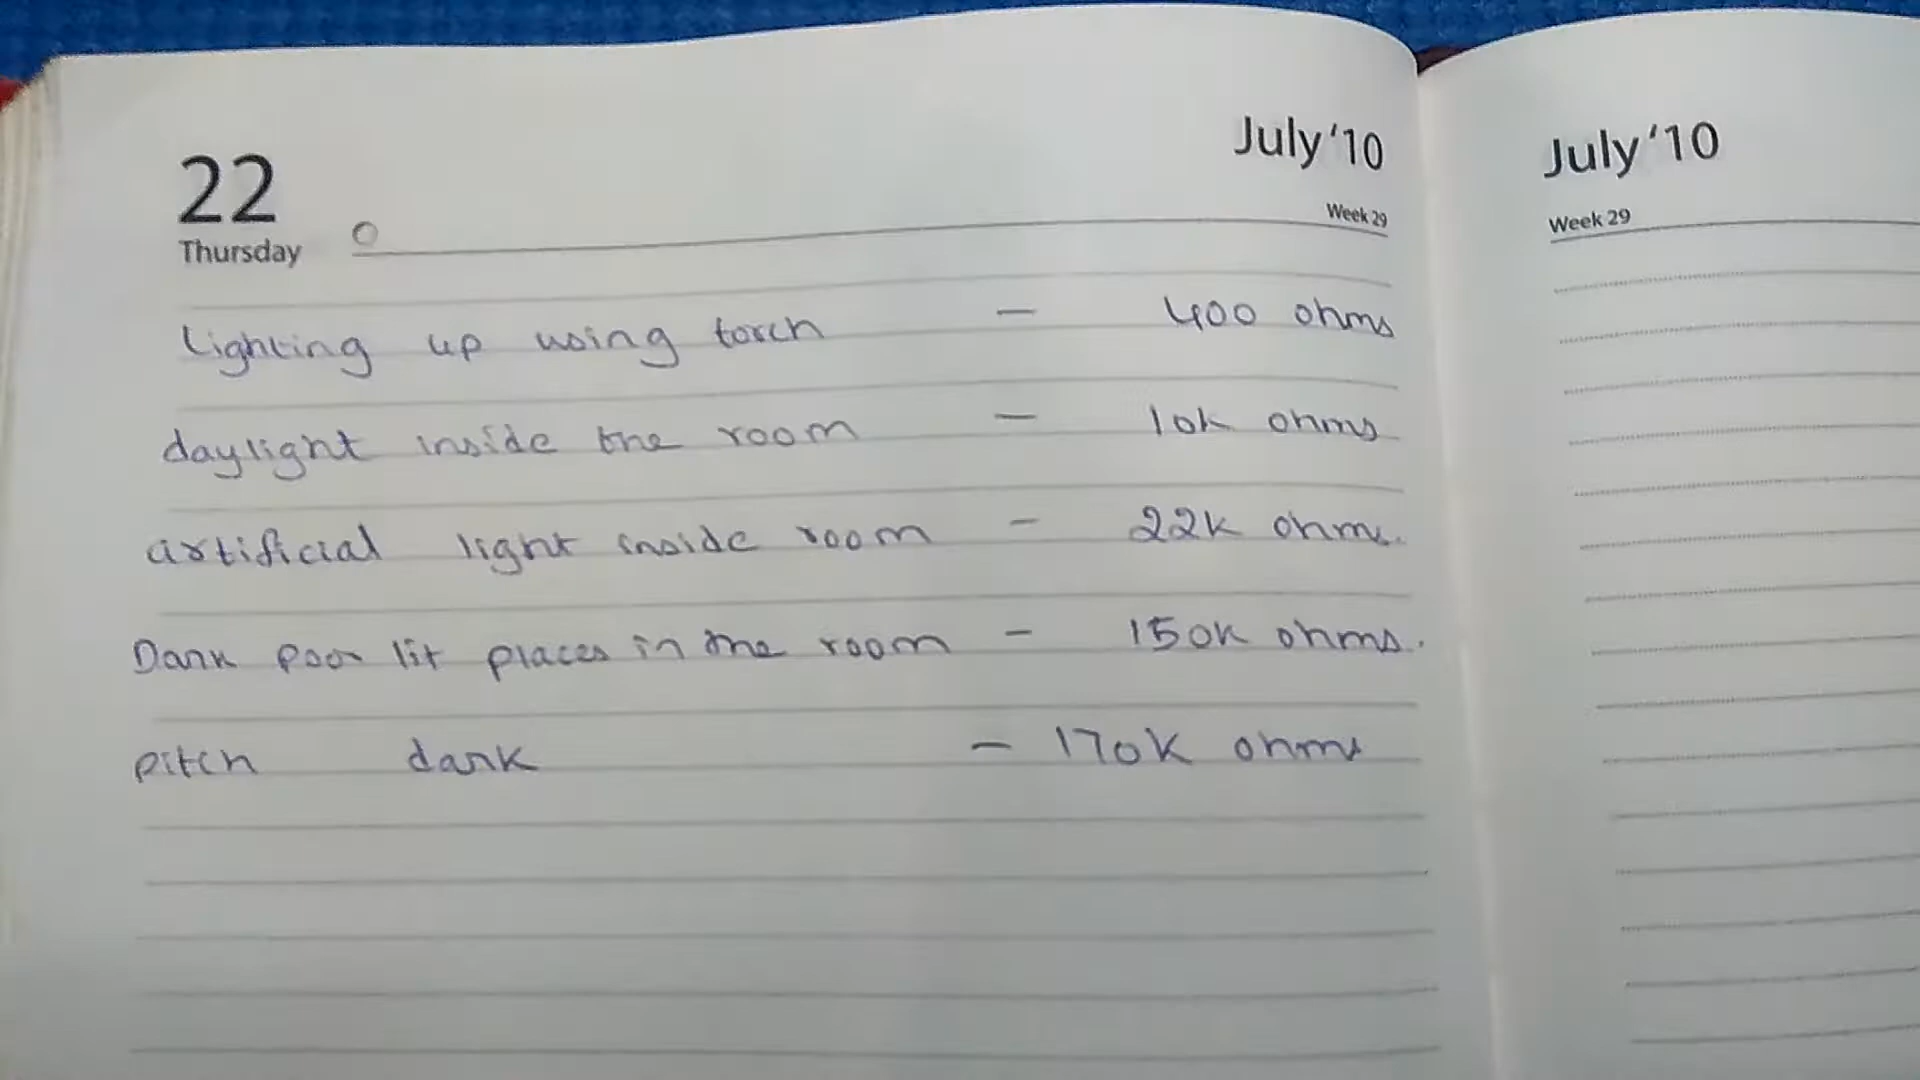 22
Thursday
July '10
Week 29
Lighting up using torch - 400 ohms
daylight inside the room - 10k ohms
artificial light inside room - 22k ohms.
Dark poor lit places in the room - 150k ohms.
pitch dark - 170k ohms
July '10
Week 29